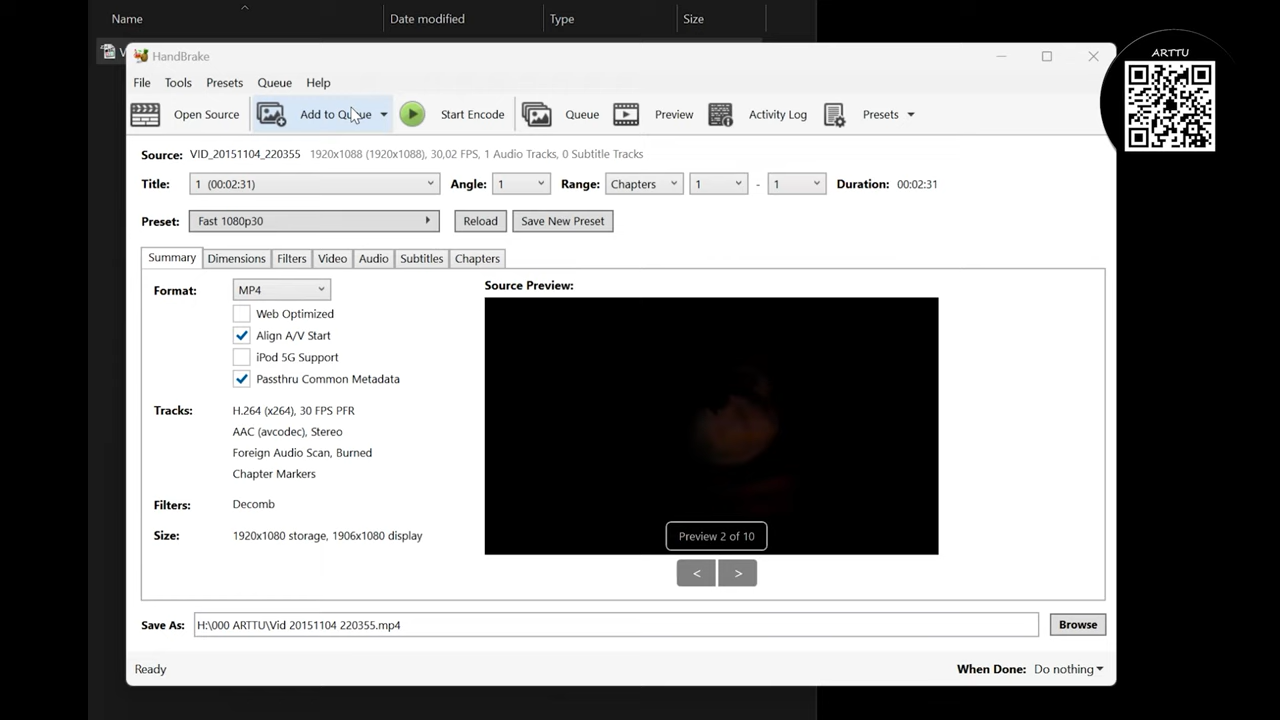 Name
Date modified
Type
Size
V
HandBrake
File Tools Presets Queue Help
Open Source Add to Queue Start Encode Queue Preview Activity Log Presets
ARTTU
Source: VID_20151104_220355 1920x1088 (1920x1088), 30,02 FPS, 1 Audio Tracks, 0 Subtitle Tracks
Title: 1 (00:02:31) Angle: 1 Range: Chapters 1 - 1 Duration: 00:02:31
Preset: Fast 1080p30 Reload Save New Preset
Summary Dimensions Filters Video Audio Subtitles Chapters
Format: MP4
Web Optimized
Align A/V Start
iPod 5G Support
Passthru Common Metadata
Tracks: H.264 (x264), 30 FPS PFR
AAC (avcodec), Stereo
Foreign Audio Scan, Burned
Chapter Markers
Filters: Decomb
Size: 1920x1080 storage, 1906x1080 display
Source Preview:
Preview 2 of 10
< >
Save As: H:\000 ARTTU\Vid 20151104 220355.mp4 Browse
Ready When Done: Do nothing